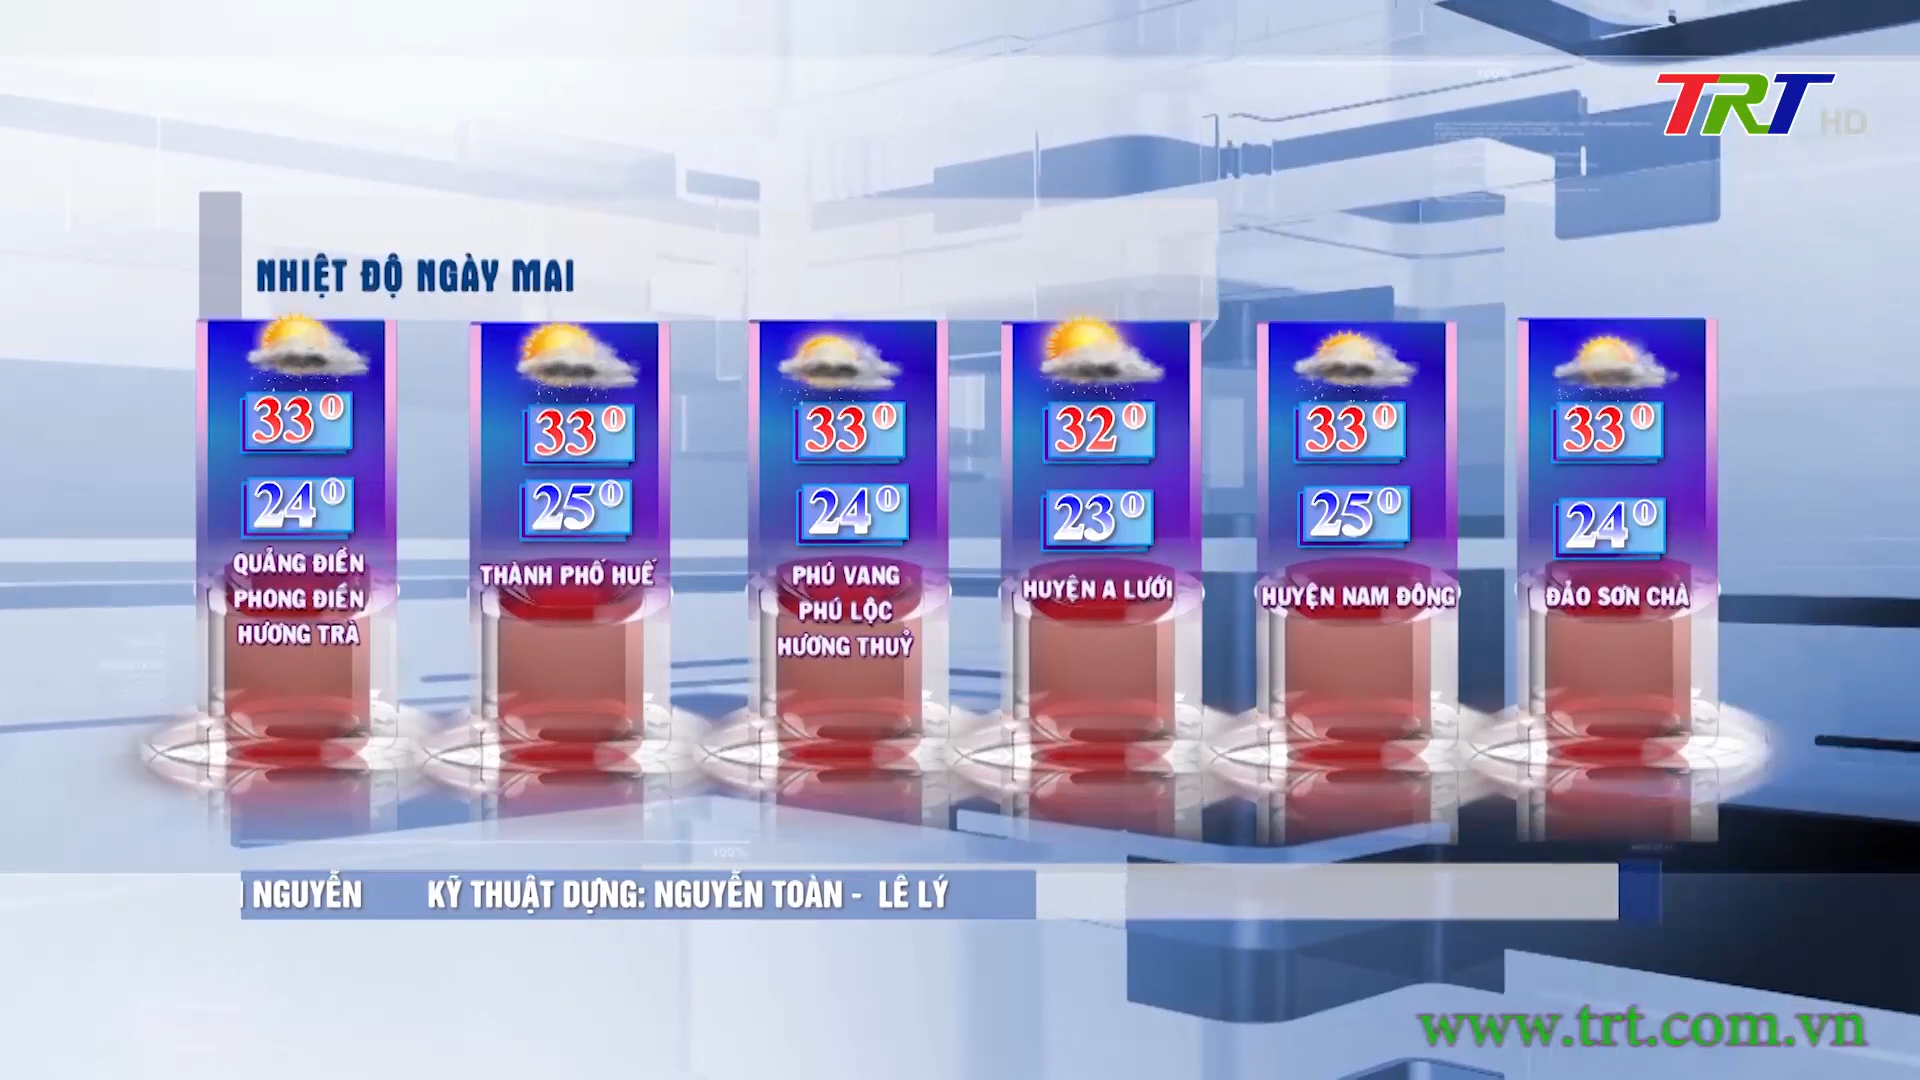 TRT HD
NHIỆT ĐỘ NGÀY MAI
33⁰
24⁰
QUẢNG ĐIỀN
PHONG ĐIỀN
HƯƠNG TRÀ
33⁰
25⁰
THÀNH PHỐ HUẾ
33⁰
24⁰
PHÚ VANG
PHÚ LỘC
HƯƠNG THUỶ
32⁰
23⁰
HUYỆN A LƯỚI
33⁰
25⁰
HUYỆN NAM ĐÔNG
33⁰
24⁰
ĐẢO SƠN CHÀ
NGUYỄN KỸ THUẬT DỰNG: NGUYỄN TOÀN - LÊ LÝ
www.trt.com.vn